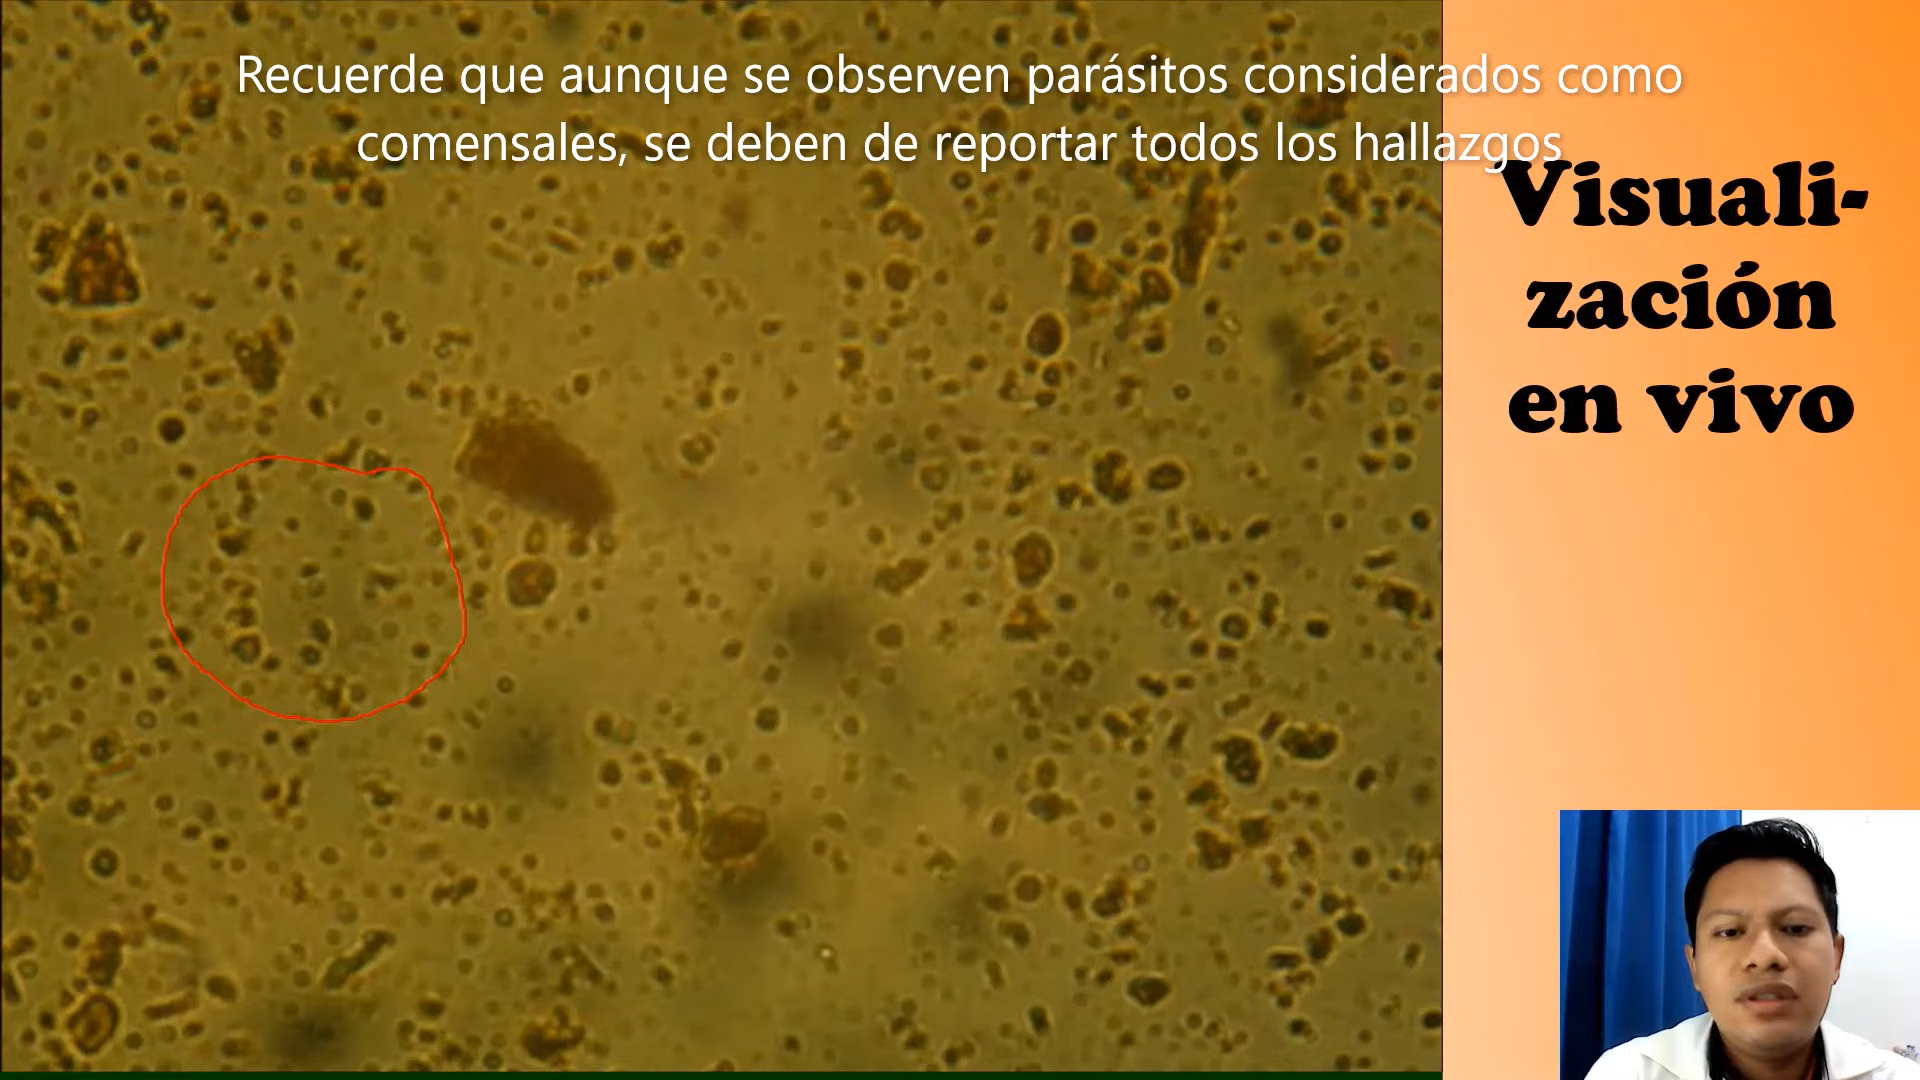 Recuerde que aunque se observen parásitos considerados como
comensales, se deben de reportar todos los hallazgos
Visuali-
zación
en vivo